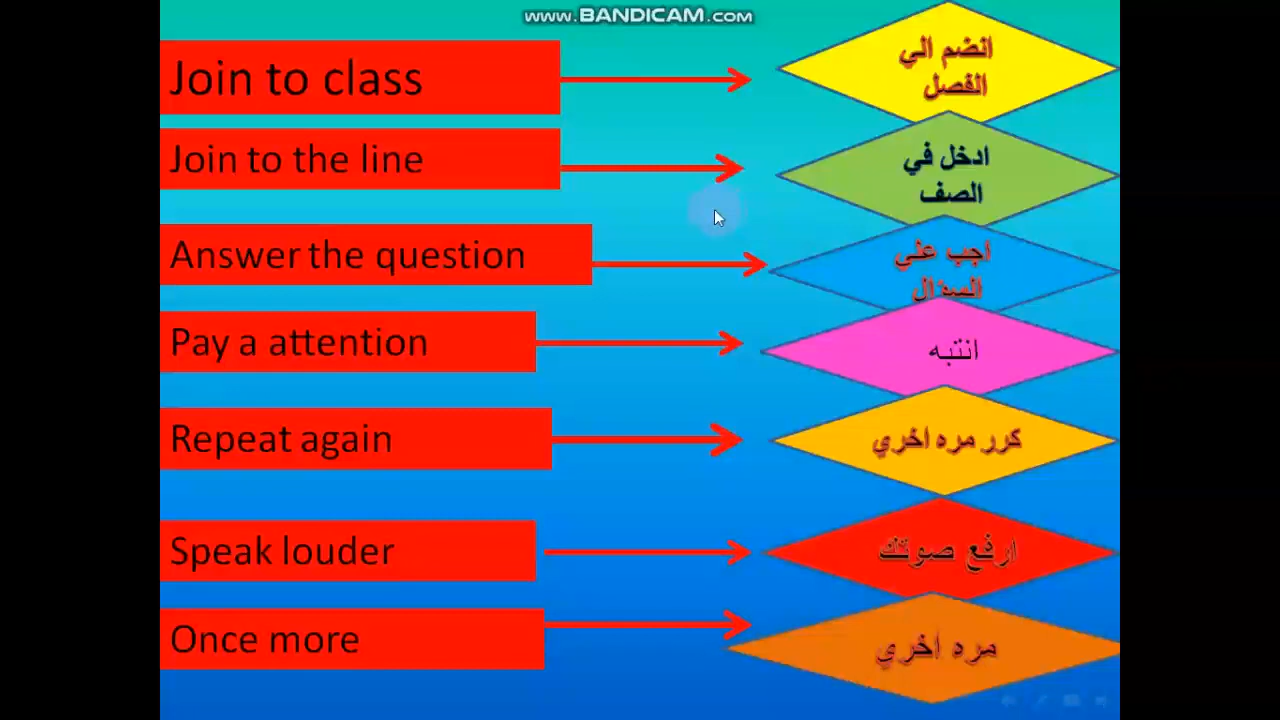 www.BANDICAM.com
Join to class
انضم الي
الفصل
Join to the line
ادخل في
الصف
Answer the question
اجب علي
السؤال
Pay a attention
انتبه
Repeat again
كرر مره اخري
Speak louder
ارفع صوتك
Once more
مره اخري